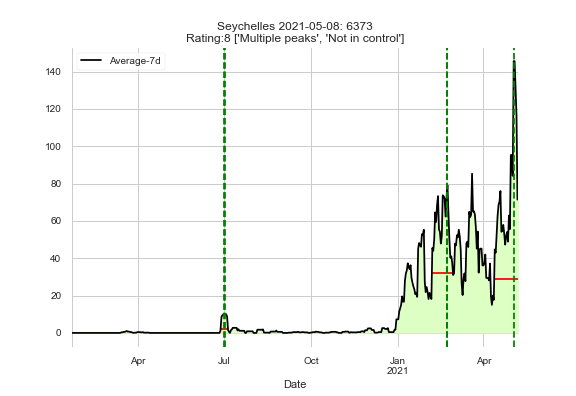 Seychelles 2021-05-08: 6373
Rating:8 ['Multiple peaks', 'Not in control']
Average-7d
140
120
100
80
60
40
20
0
Apr
Jul
Oct
Jan
2021
Apr
Date